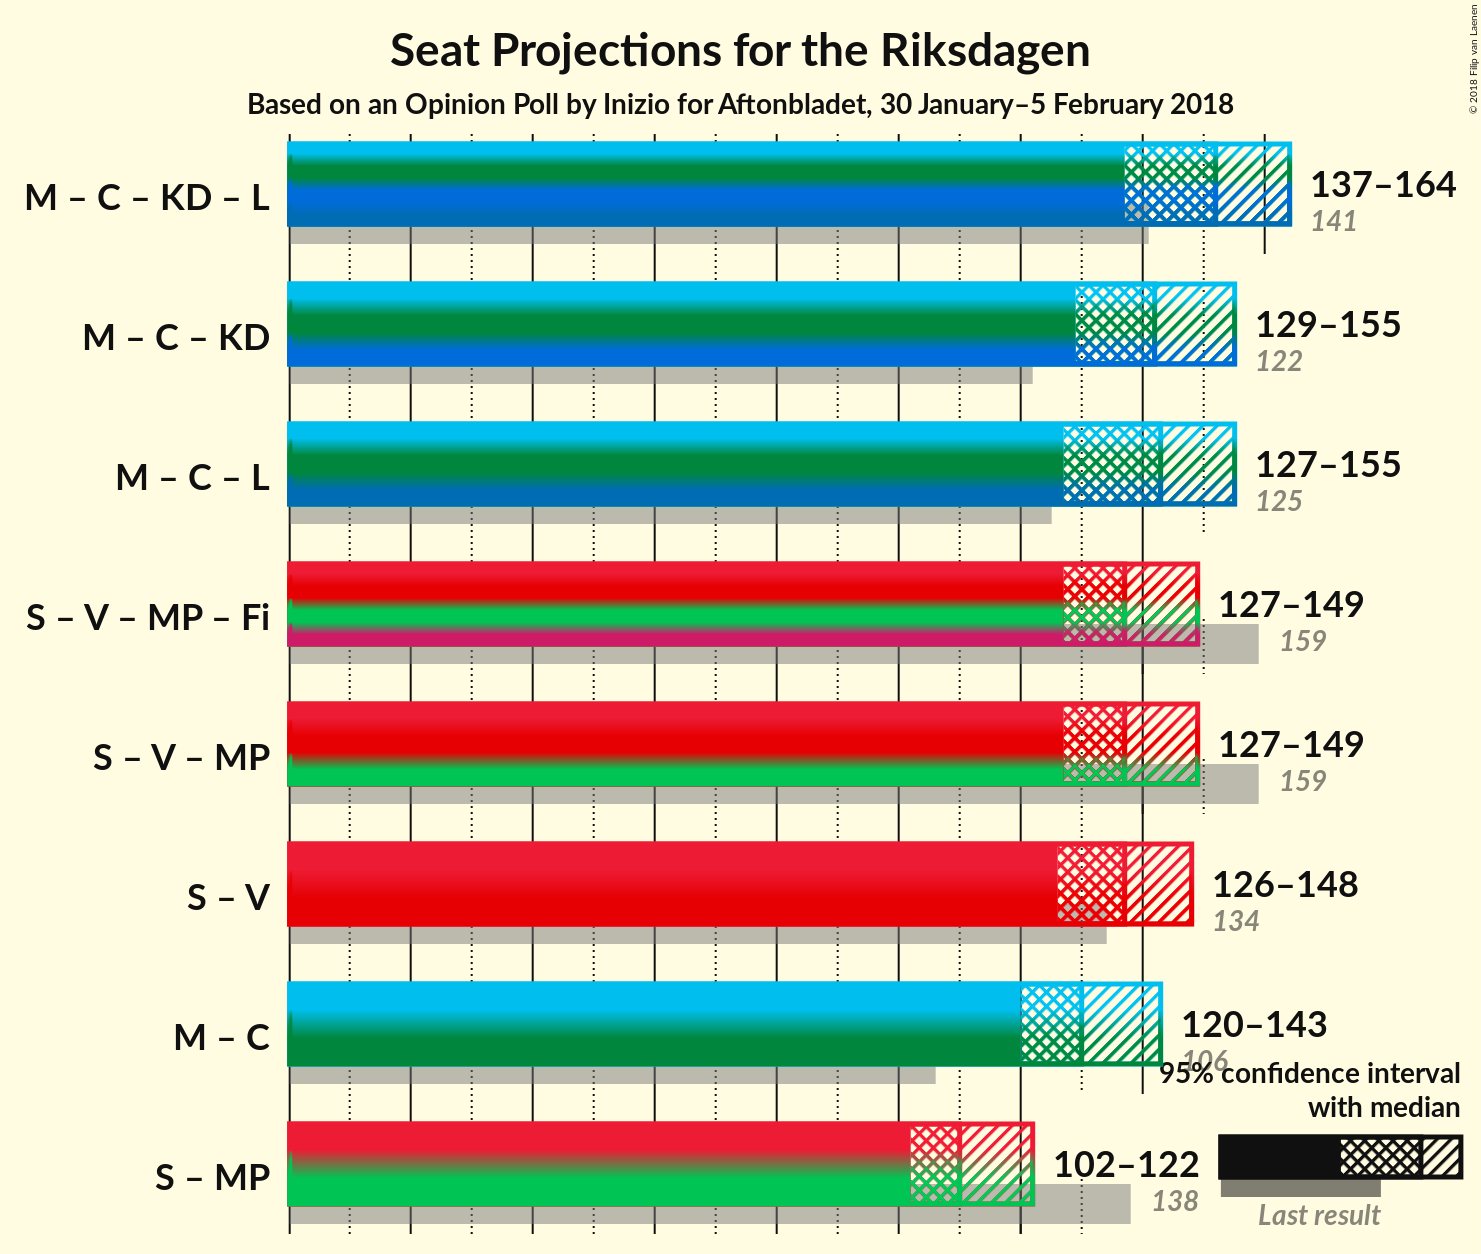 © 2018 Filip van Laenen
Seat Projections for the Riksdagen
Based on an Opinion Poll by Inizio for Aftonbladet, 30 January–5 February 2018
M – C – KD – L
137–164
141
M – C – KD
129–155
122
M – C – L
127–155
125
S – V – MP – Fi
127–149
159
S – V – MP
127–149
159
S – V
126–148
134
M – C
120–143
106
95% confidence interval
with median
S – MP
102–122
138
Last result